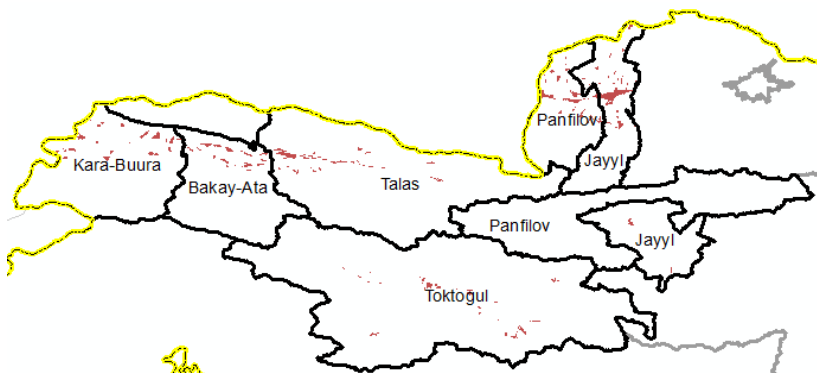 Panfilov
Kara-Buura
Jayyl
Bakay-Ata
Talas
Panfilov
Jayyl
Toktogul